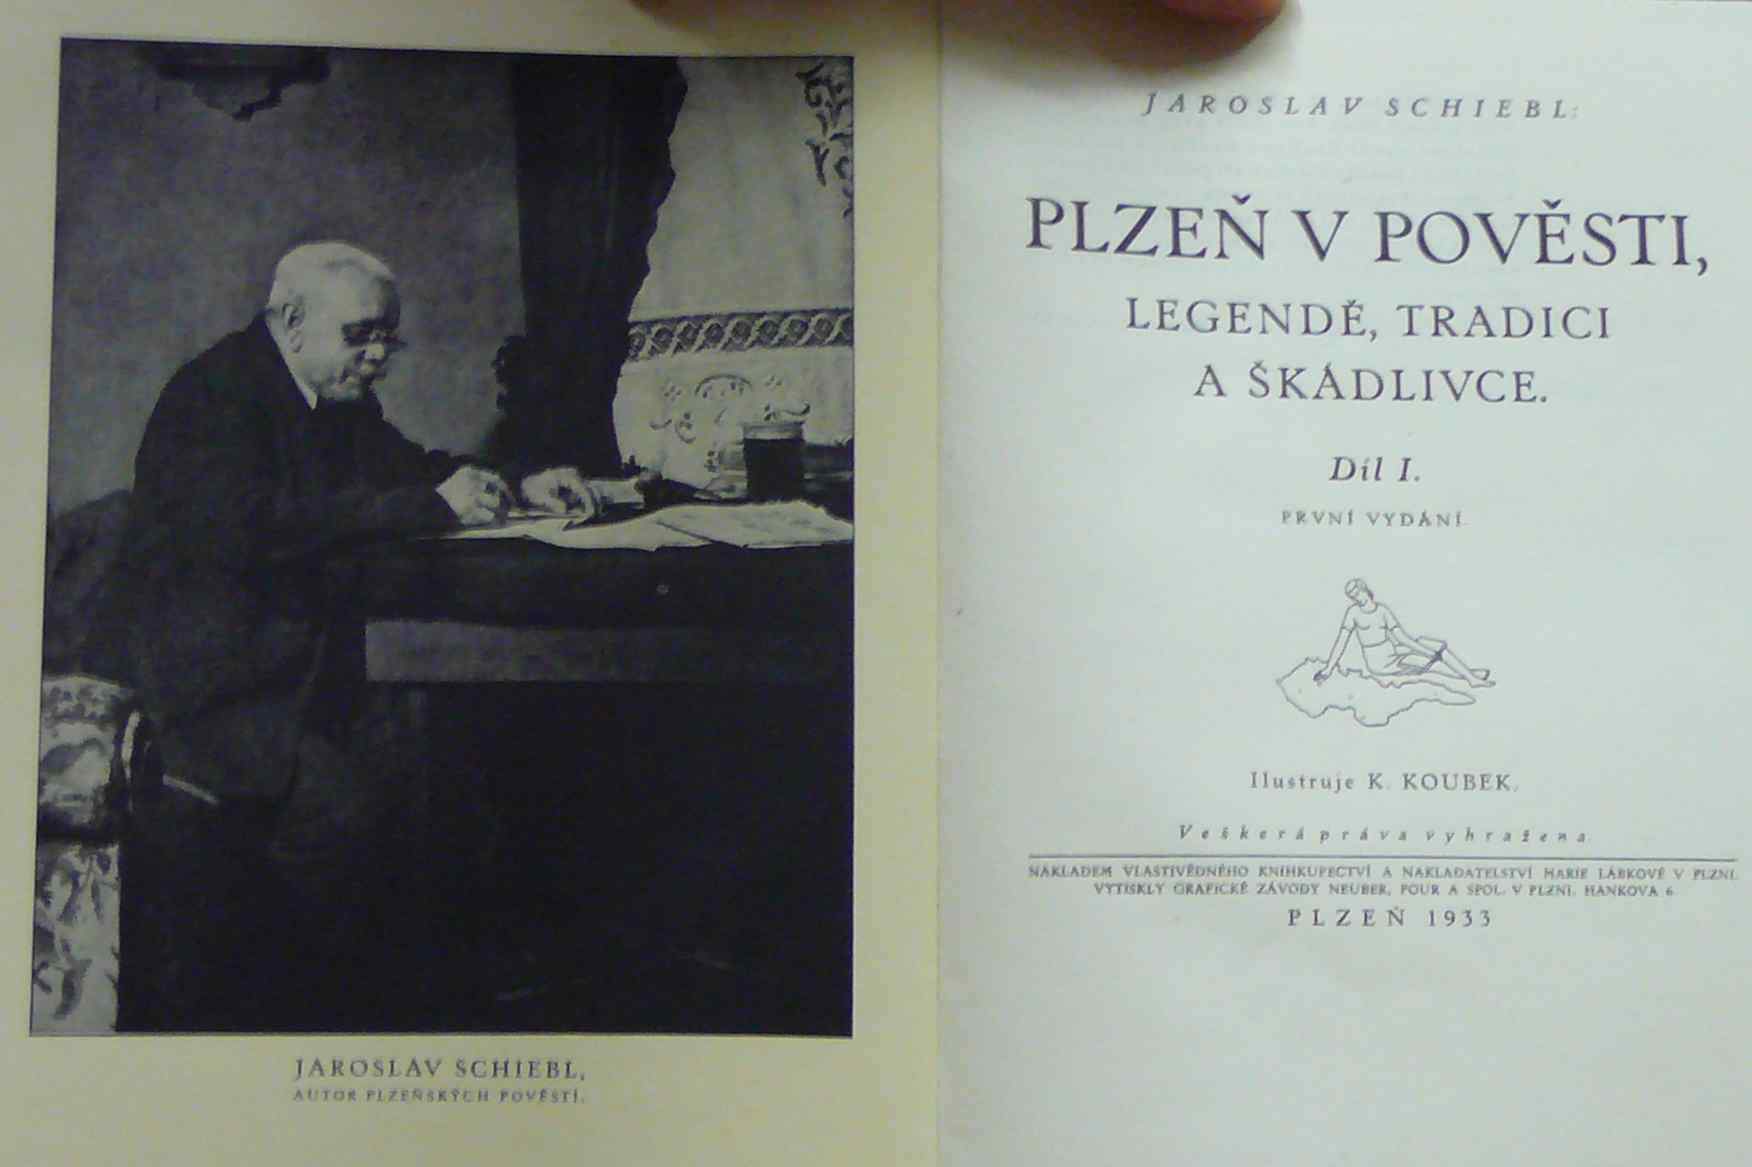 JAROSLAV SCHIEBL,
AUTOR PLZEŇSKÝCH POVĚSTÍ.
JAROSLAV SCHIEBL:
PLZEŇ V POVĚSTI,
LEGENDĚ, TRADICI
A ŠKÁDLIVCE.
Díl I.
PRVNÍ VYDÁNÍ.
Ilustruje K. KOUBEK.
Veškerá práva vyhražena.
NÁKLADEM VLASTIVĚDNÉHO KNIHKUPECTVÍ A NAKLADATELSTVÍ MARIE LÁBKOVÉ V PLZNI.
VYTISKLY GRAFICKÉ ZÁVODY NEUBER, POUR A SPOL. V PLZNI, HANKOVA 6.
PLZEŇ 1933